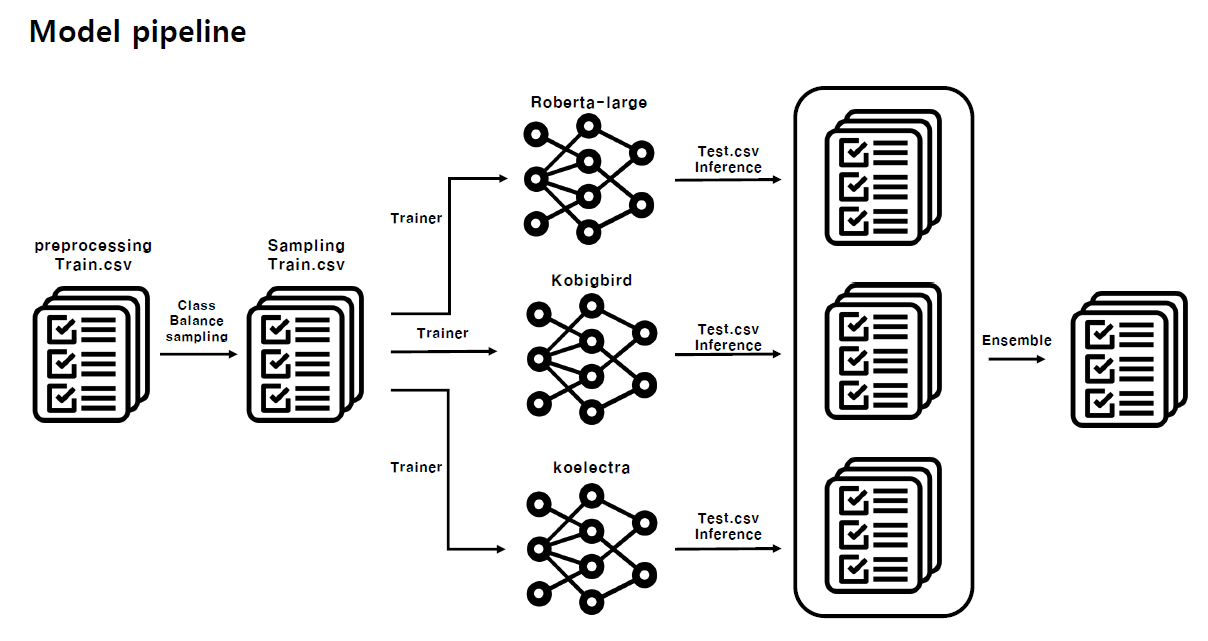 Model pipeline
preprocessing
Train.csv
Class
Balance
sampling
Sampling
Train.csv
Trainer
Trainer
Trainer
Roberta-large
Test.csv
Inference
Kobigbird
Test.csv
Inference
koelectra
Test.csv
Inference
Ensemble